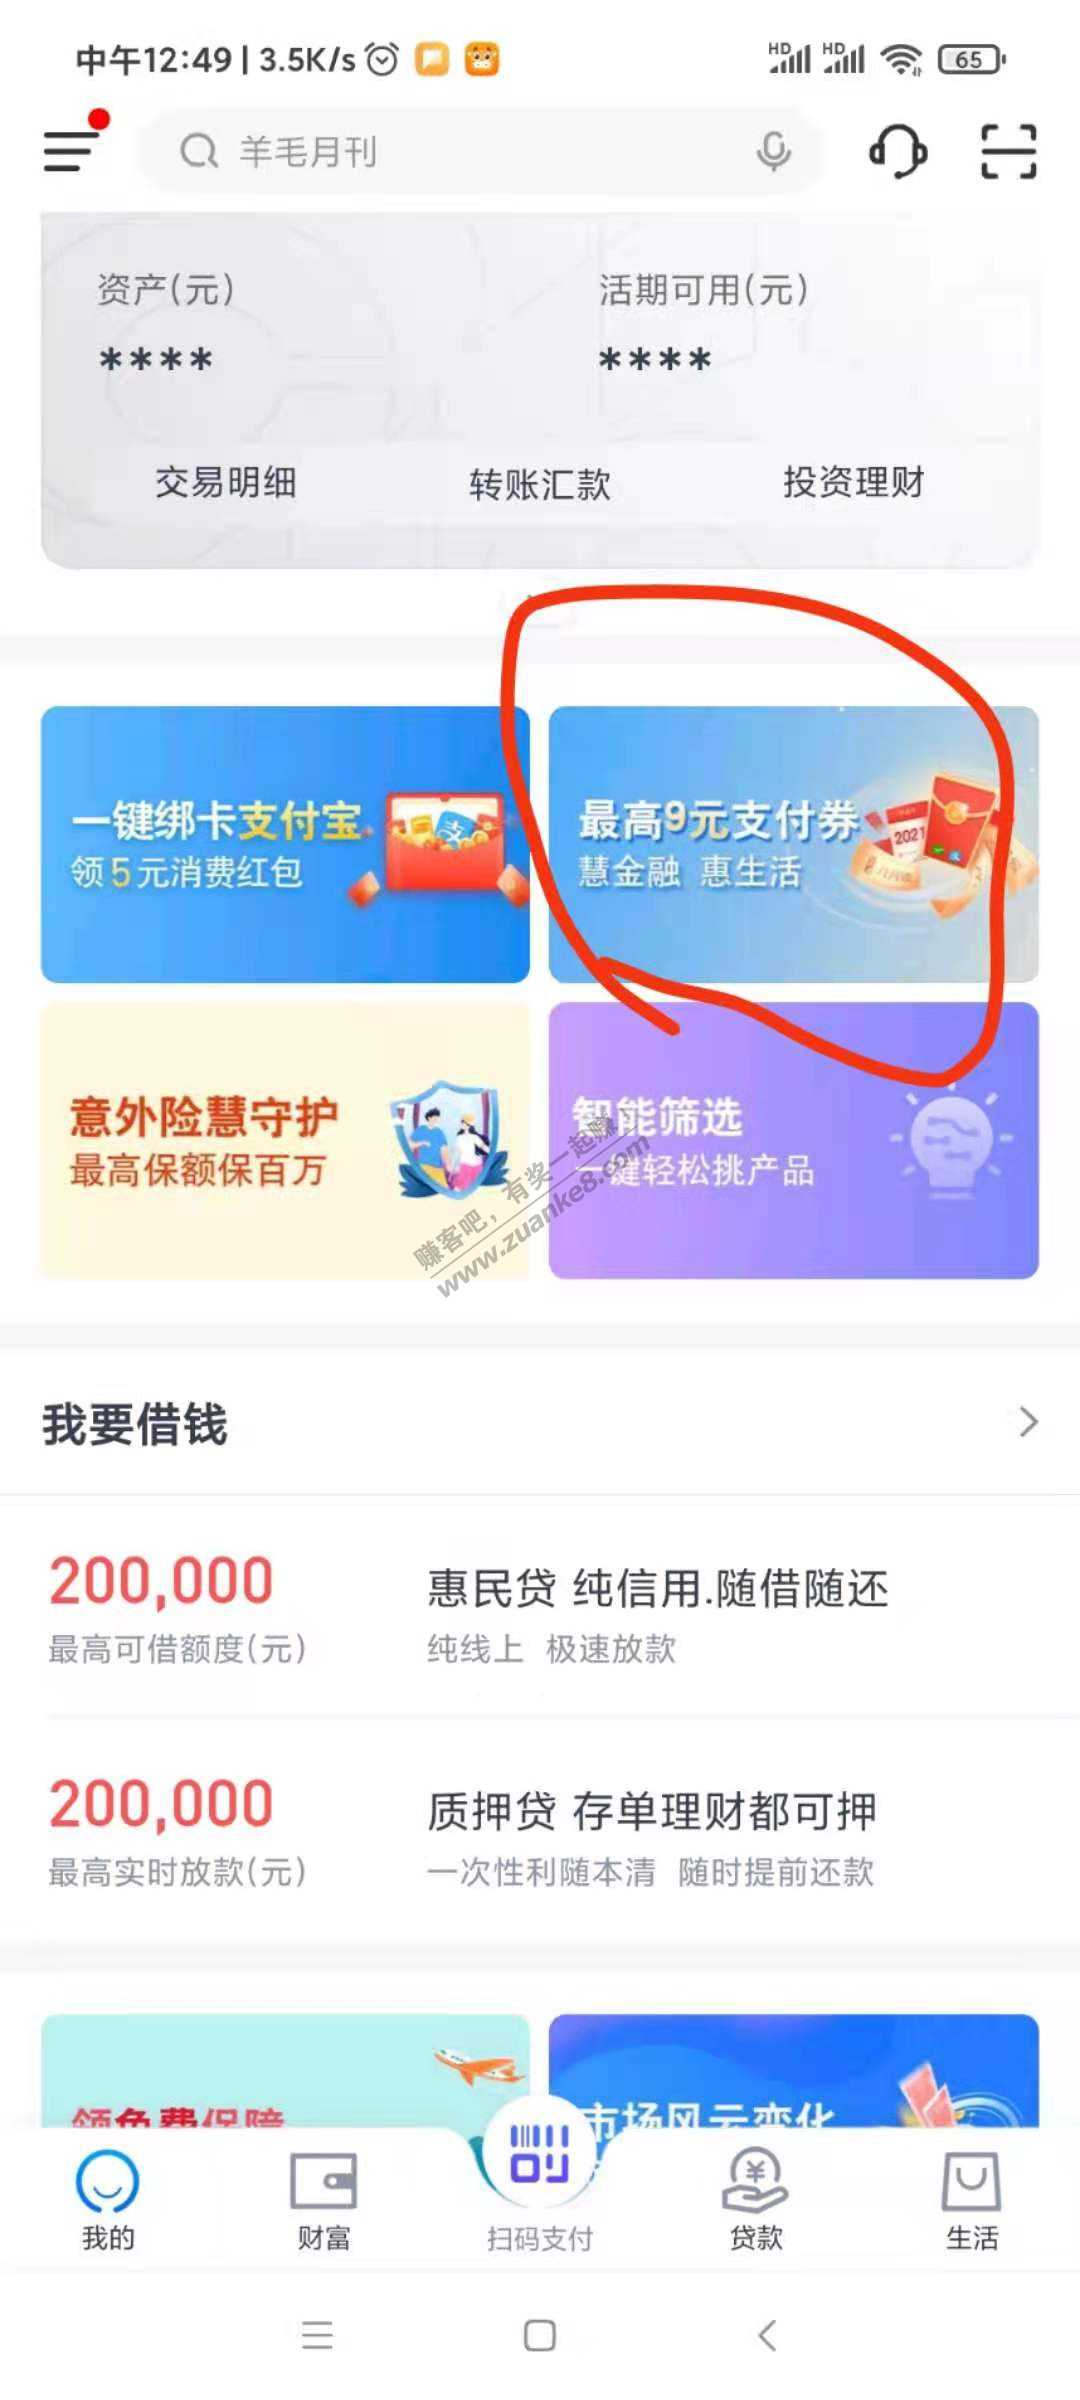 中午12:49 | 3.5K/s
HD HD 65
羊毛月刊
资产(元) 活期可用(元)
**** ****
交易明细 转账汇款 投资理财
一键绑卡支付宝
领5元消费红包
最高9元支付券
慧金融 惠生活
2021
意外险慧守护
最高保额保百万
智能筛选
一键轻松挑产品
赚客吧，有奖一起赚！
www.zuanke8.com
我要借钱
200,000 惠民贷 纯信用.随借随还
最高可借额度(元) 纯线上 极速放款
200,000 质押贷 存单理财都可押
最高实时放款(元) 一次性利随本清 随时提前还款
领免费保障
市场风云变化
我的 财富 扫码支付 贷款 生活